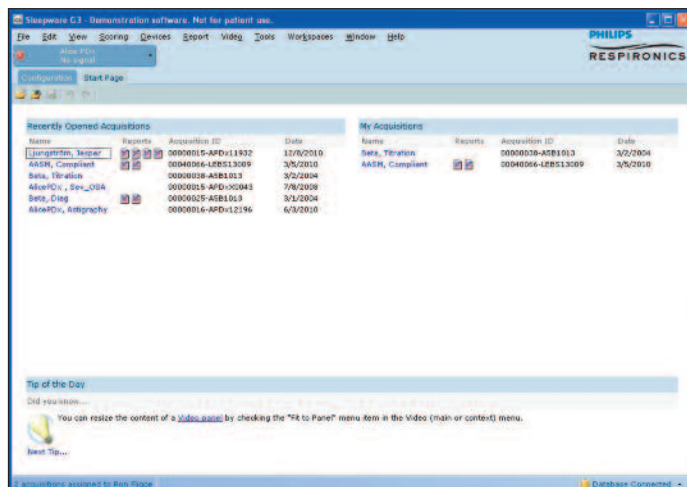 Sleepware G3 - Demonstration software. Not for patient use.
File Edit View Scoring Devices Report Video Tools Workspaces Window Help
PHILIPS
RESPIRONICS
Alice PDx
No signal
Configuration Start Page
Recently Opened Acquisitions
Name Reports Acquisition ID Date
Ljungström, Jesper 00000015-APDx11932 12/8/2010
AASM, Compliant 00040066-LEBS13009 3/5/2010
Beta, Titration 00000038-ASB1013 3/2/2004
AlicePDx, Sev_OSA 00000015-APDxX0043 7/8/2008
Beta, Diag 00000025-ASB1013 3/1/2004
AlicePDx, Actigraphy 00000016-APDx12196 6/3/2010
My Acquisitions
Name Reports Acquisition ID Date
Beta, Titration 00000038-ASB1013 3/2/2004
AASM, Compliant 00040066-LEBS13009 3/5/2010
Tip of the Day
Did you know...
You can resize the content of a Video panel by checking the "Fit to Panel" menu item in the Video (main or context) menu.
Next Tip...
2 acquisitions assigned to Ron
Database Connected